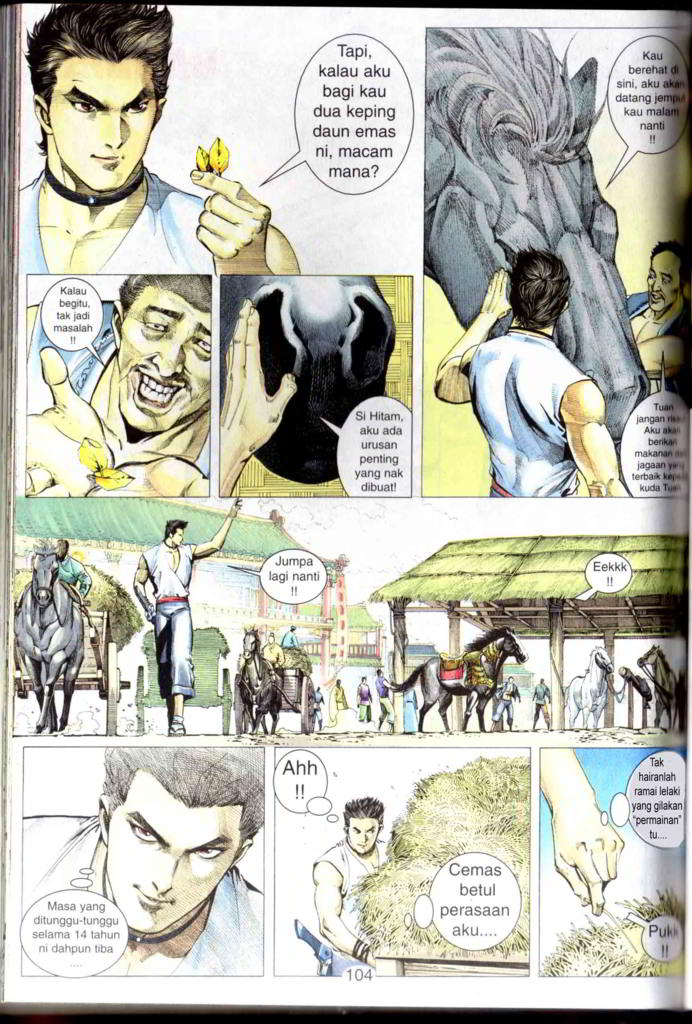 Tapi,
kalau aku
bagi kau
dua keping
daun emas
ni, macam
mana?
Kau
berehat di
sini, aku akan
datang jemput
kau malam
nanti
!!
Kalau
begitu,
tak jadi
masalah
!!
Si Hitam,
aku ada
urusan
penting
yang nak
dibuat!
Tuan
jangan risau
Aku akan
berikan
makanan dan
jagaan yang
terbaik kepada
kuda Tuan
Jumpa
lagi nanti
!!
Eekkk
!!
Masa yang
ditunggu-tunggu
selama 14 tahun
ni dahpun tiba
....
Ahh
!!
Cemas
betul
perasaan
aku....
Tak
hairanlah
ramai lelaki
yang gilakan
"permainan"
tu....
Pukk
!!
104